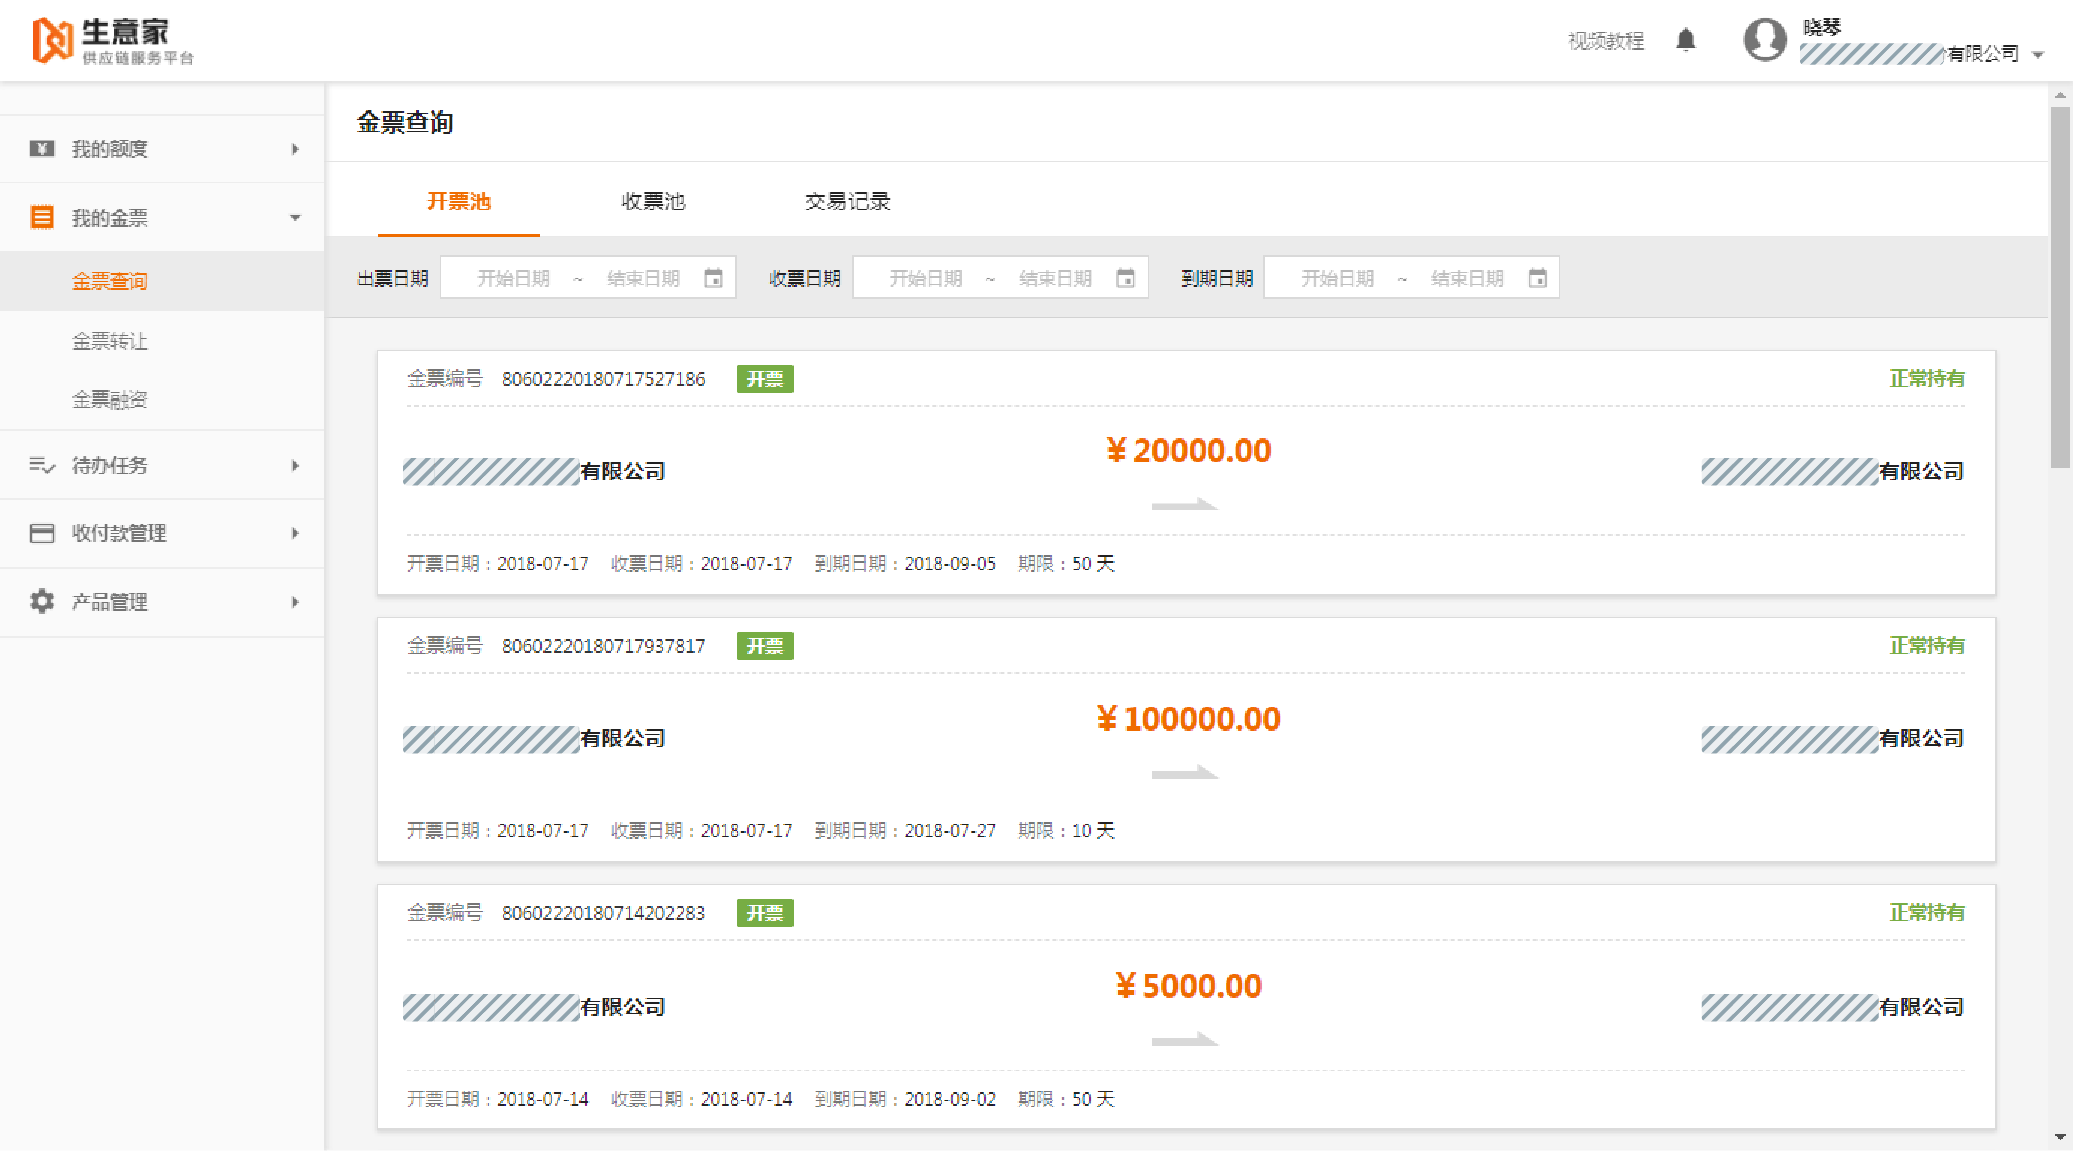 生意家
供应链服务平台
视频教程
晓琴
有限公司
我的额度
我的金票
金票查询
金票转让
金票融资
待办任务
收付款管理
产品管理
金票查询
开票池 收票池 交易记录
出票日期 开始日期 ~ 结束日期 收票日期 开始日期 ~ 结束日期 到期日期 开始日期 ~ 结束日期
金票编号 80602220180717527186 开票 正常持有
¥ 20000.00
有限公司 有限公司
开票日期：2018-07-17 收票日期：2018-07-17 到期日期：2018-09-05 期限：50 天
金票编号 80602220180717937817 开票 正常持有
¥ 100000.00
有限公司 有限公司
开票日期：2018-07-17 收票日期：2018-07-17 到期日期：2018-07-27 期限：10 天
金票编号 80602220180714202283 开票 正常持有
¥ 5000.00
有限公司 有限公司
开票日期：2018-07-14 收票日期：2018-07-14 到期日期：2018-09-02 期限：50 天